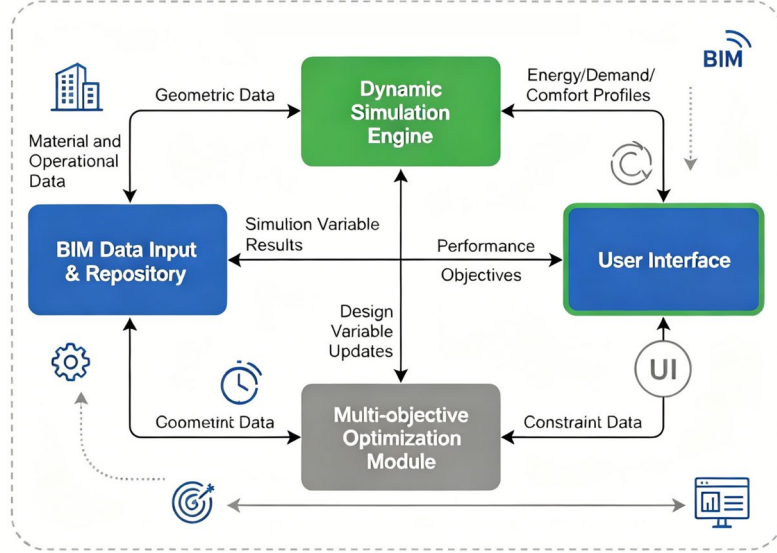 BIM
Geometric Data
Dynamic
Simulation
Engine
Energy/Demand/
Comfort Profiles
Material and
Operational
Data
BIM Data Input
& Repository
Simulion Variable
Results
Performance
Objectives
User Interface
Design
Variable
Updates
UI
Coometint Data
Multi-objective
Optimization
Module
Constraint Data